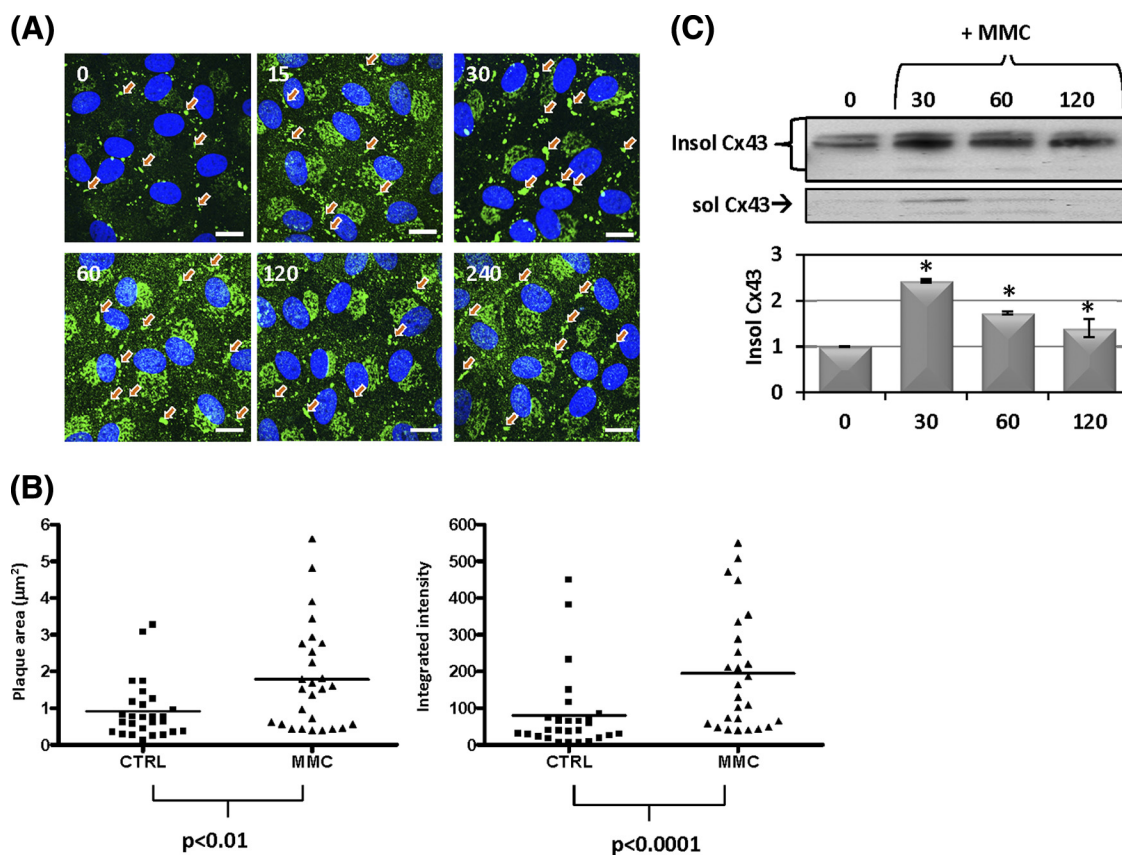 (A)
0
15
30
60
120
240
(C)
+ MMC
0 30 60 120
Insol Cx43
sol Cx43→
Insol Cx43
3
2
1
0
*
*
*
0 30 60 120
(B)
Plaque area (µm²)
6
5
4
3
2
1
0
CTRL MMC
p<0.01
Integrated intensity
600
500
400
300
200
100
0
CTRL MMC
p<0.0001